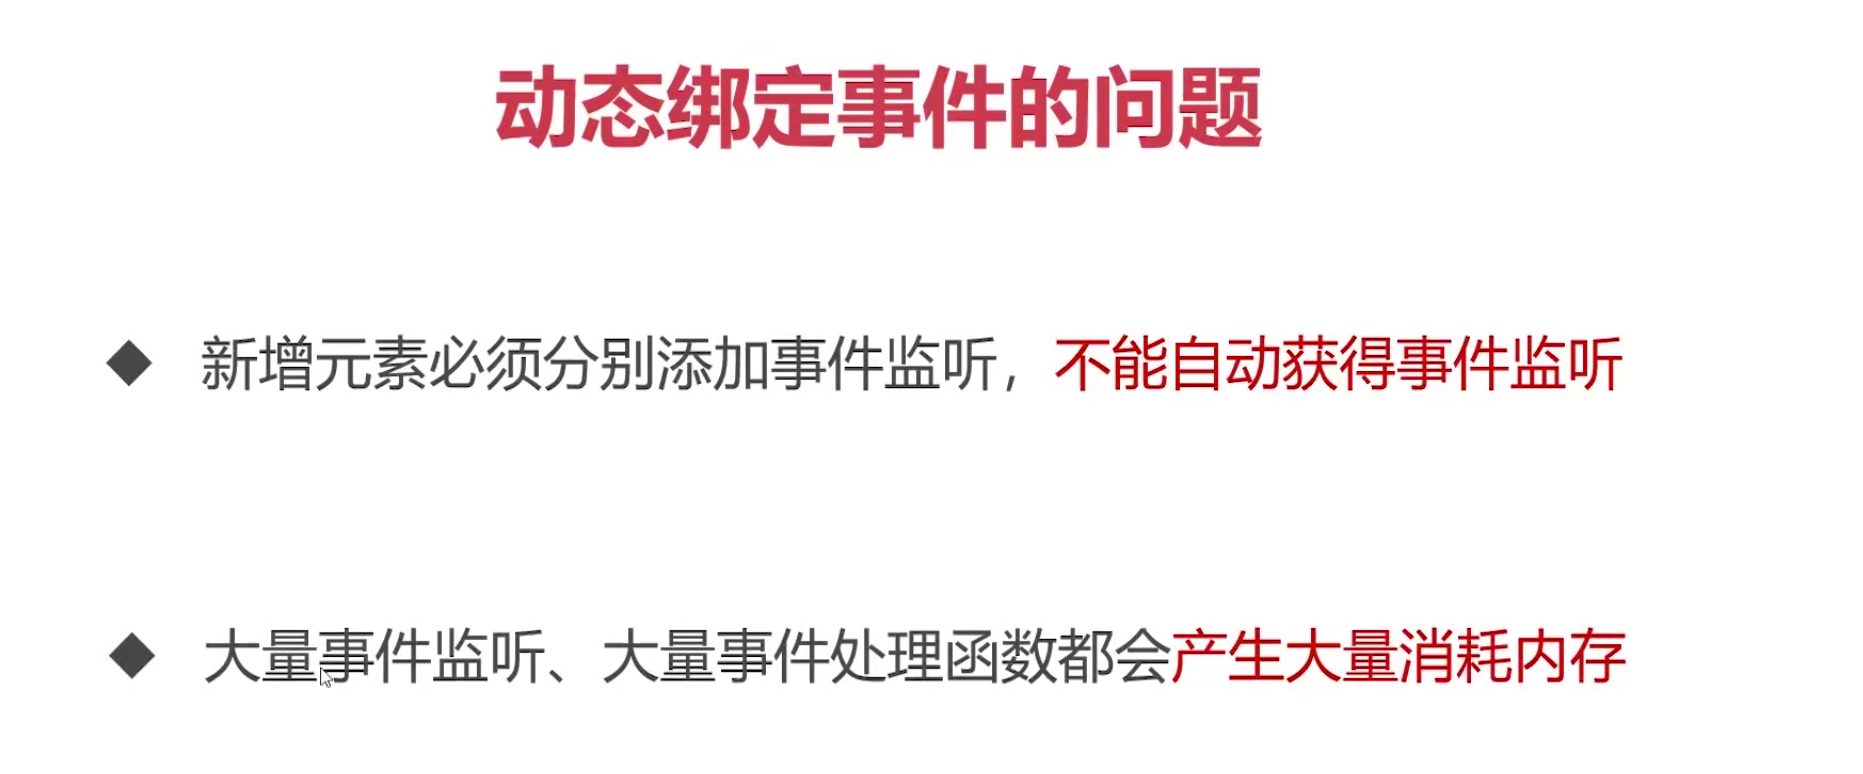 动态绑定事件的问题
新增元素必须分别添加事件监听，不能自动获得事件监听
大量事件监听、大量事件处理函数都会产生大量消耗内存